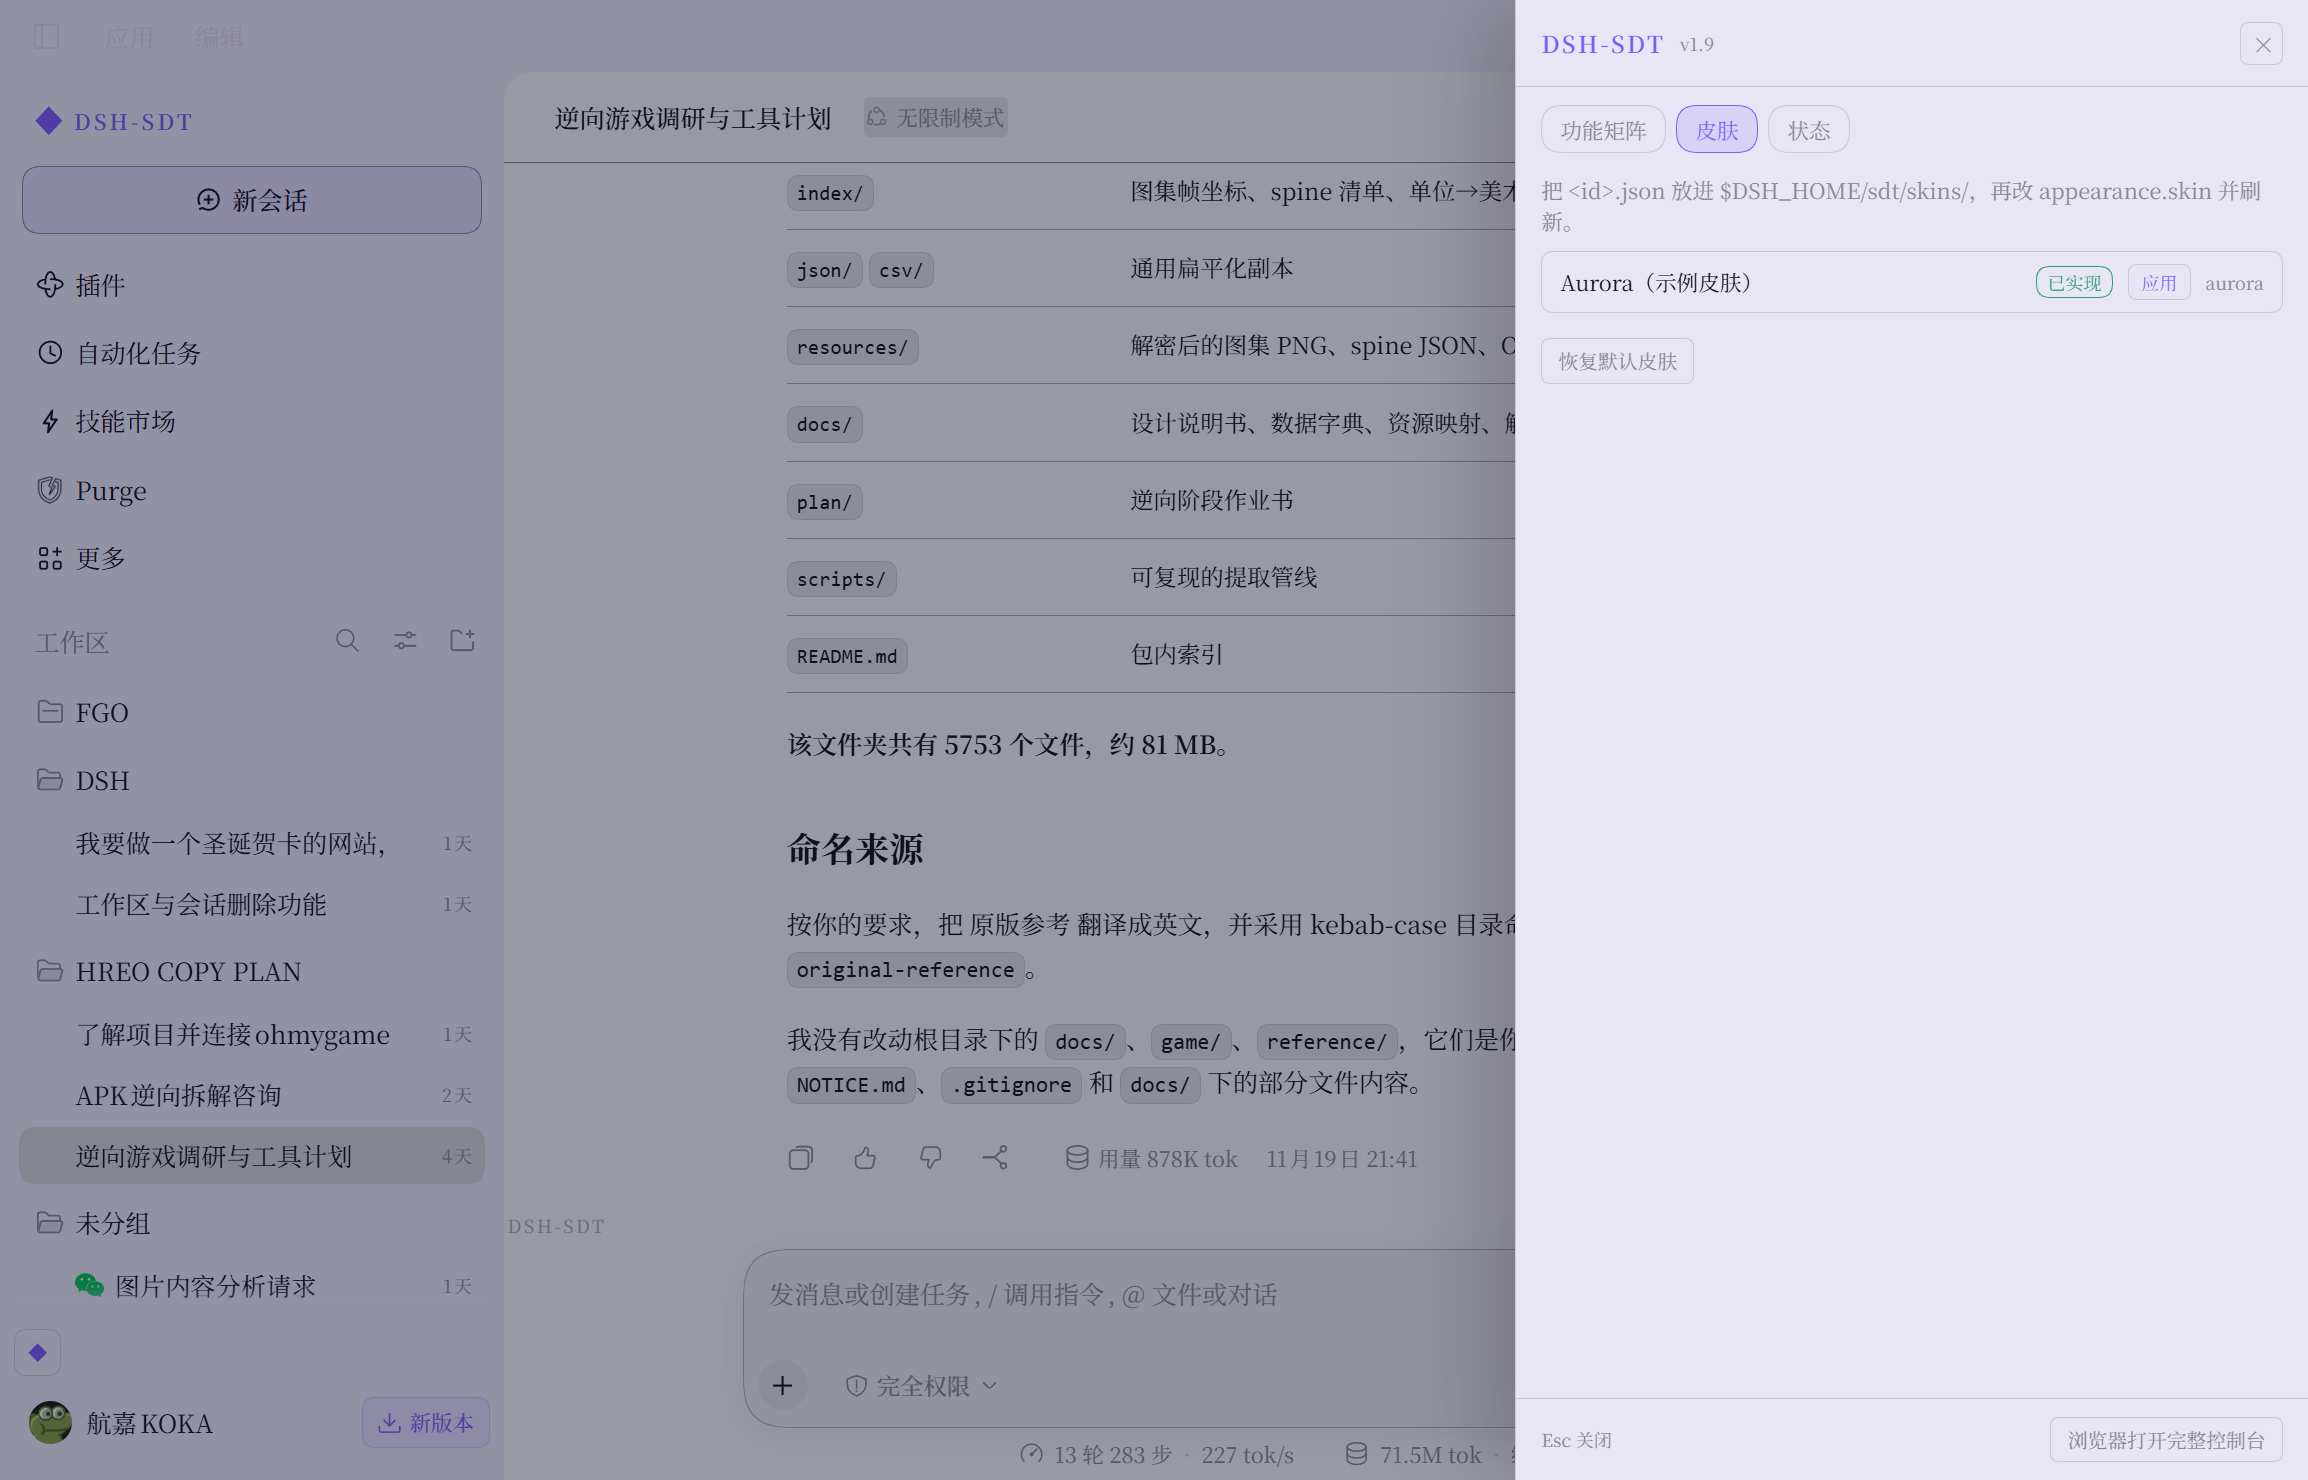 应用 编辑
DSH-SDT
新会话
插件
自动化任务
技能市场
Purge
更多
工作区
FGO
DSH
我要做一个圣诞贺卡的网站， 1天
工作区与会话删除功能 1天
HREO COPY PLAN
了解项目并连接ohmygame 1天
APK逆向拆解咨询 2天
逆向游戏调研与工具计划 4天
未分组
图片内容分析请求 1天
航嘉KOKA 新版本
逆向游戏调研与工具计划 无限制模式
index/ 图集帧坐标、spine 清单、单位→美术
json/ csv/ 通用扁平化副本
resources/ 解密后的图集 PNG、spine JSON、
docs/ 设计说明书、数据字典、资源映射、
plan/ 逆向阶段作业书
scripts/ 可复现的提取管线
README.md 包内索引
该文件夹共有 5753 个文件，约 81 MB。
命名来源
按你的要求，把 原版参考 翻译成英文，并采用 kebab-case 目录命
original-reference。
我没有改动根目录下的 docs/、game/、reference/，它们是你
NOTICE.md、.gitignore 和 docs/ 下的部分文件内容。
用量 878K tok 11月19日 21:41
DSH-SDT
发消息或创建任务, / 调用指令, @ 文件或对话
完全权限
13 轮 283 步 · 227 tok/s 71.5M tok ·
DSH-SDT v1.9
功能矩阵 皮肤 状态
把 <id>.json 放进 $DSH_HOME/sdt/skins/，再改 appearance.skin 并刷
新。
Aurora（示例皮肤） 已实现 应用 aurora
恢复默认皮肤
Esc 关闭 浏览器打开完整控制台